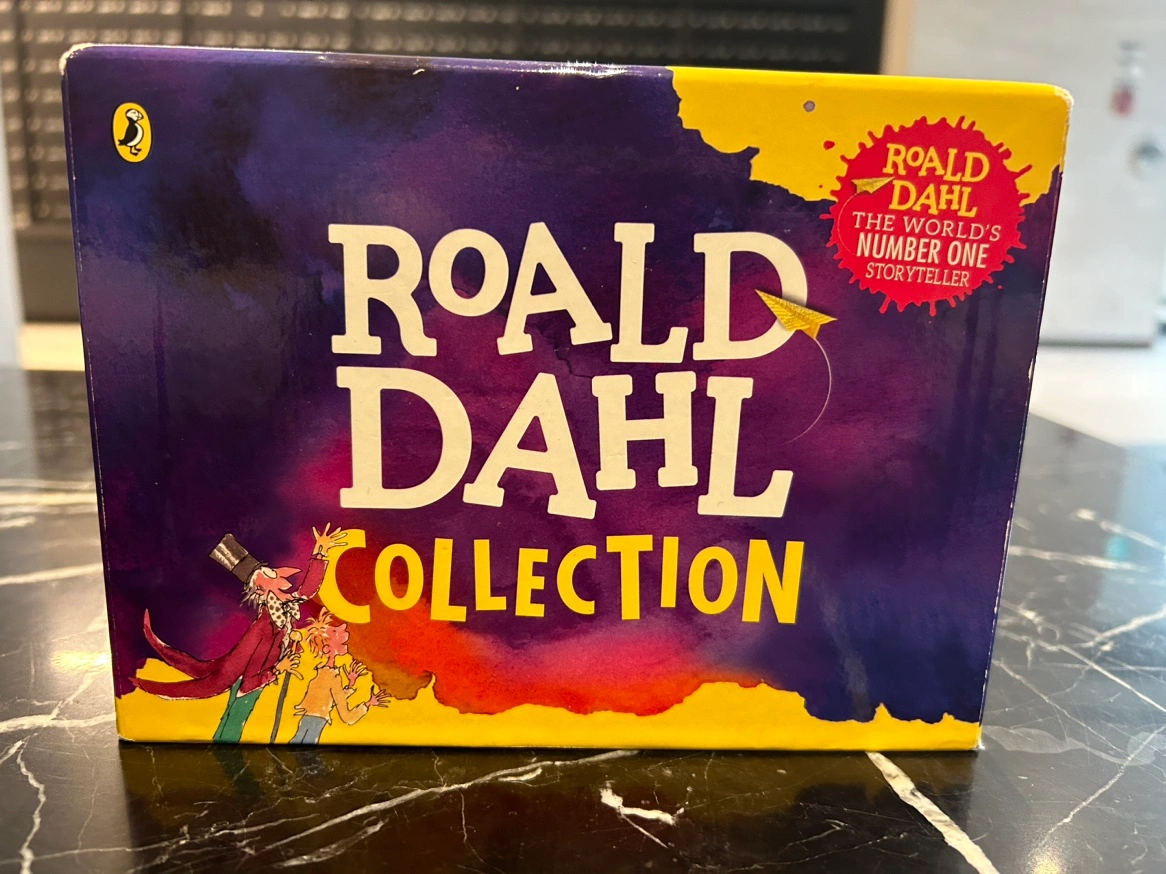 ROALD
DAHL
COLLECTION
ROALD
DAHL
THE WORLD'S
NUMBER ONE
STORYTELLER